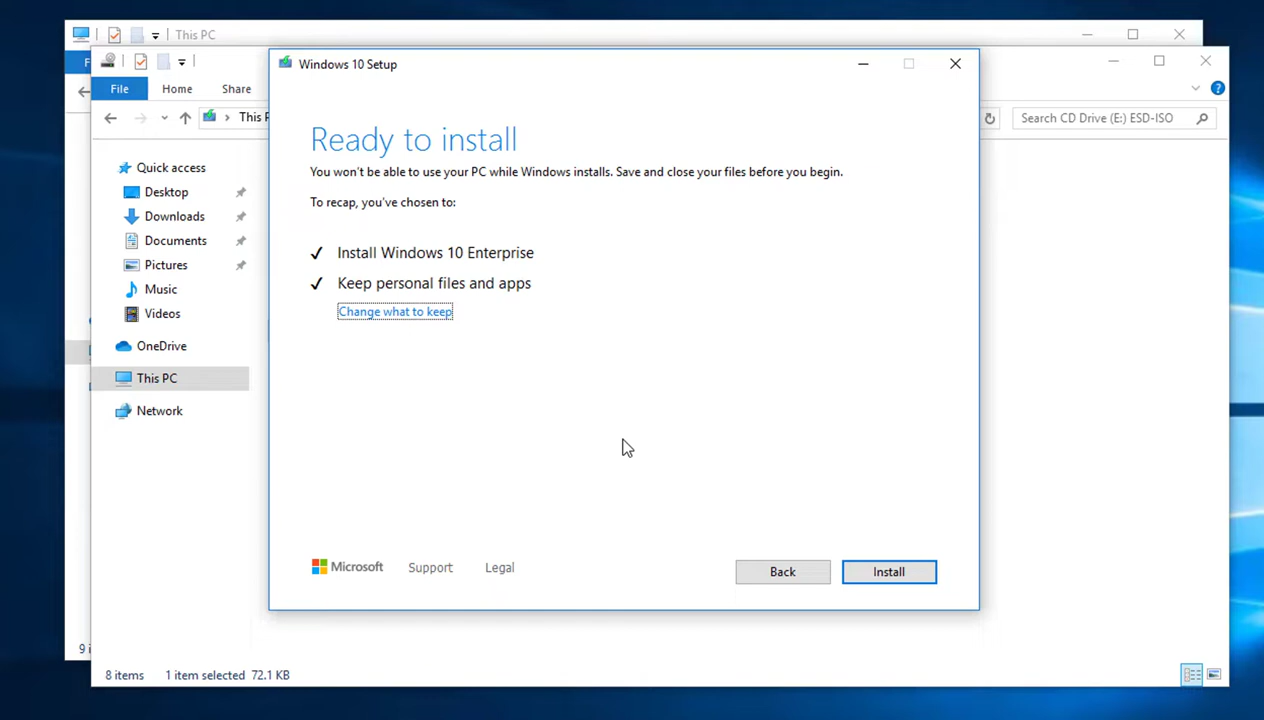 This PC
F
Windows 10 Setup
File Home Share
This P
Search CD Drive (E:) ESD-ISO
Ready to install
You won't be able to use your PC while Windows installs. Save and close your files before you begin.
To recap, you've chosen to:
Install Windows 10 Enterprise
Keep personal files and apps
Change what to keep
Quick access
Desktop
Downloads
Documents
Pictures
Music
Videos
OneDrive
This PC
Network
Microsoft Support Legal
Back Install
9 i
8 items 1 item selected 72.1 KB